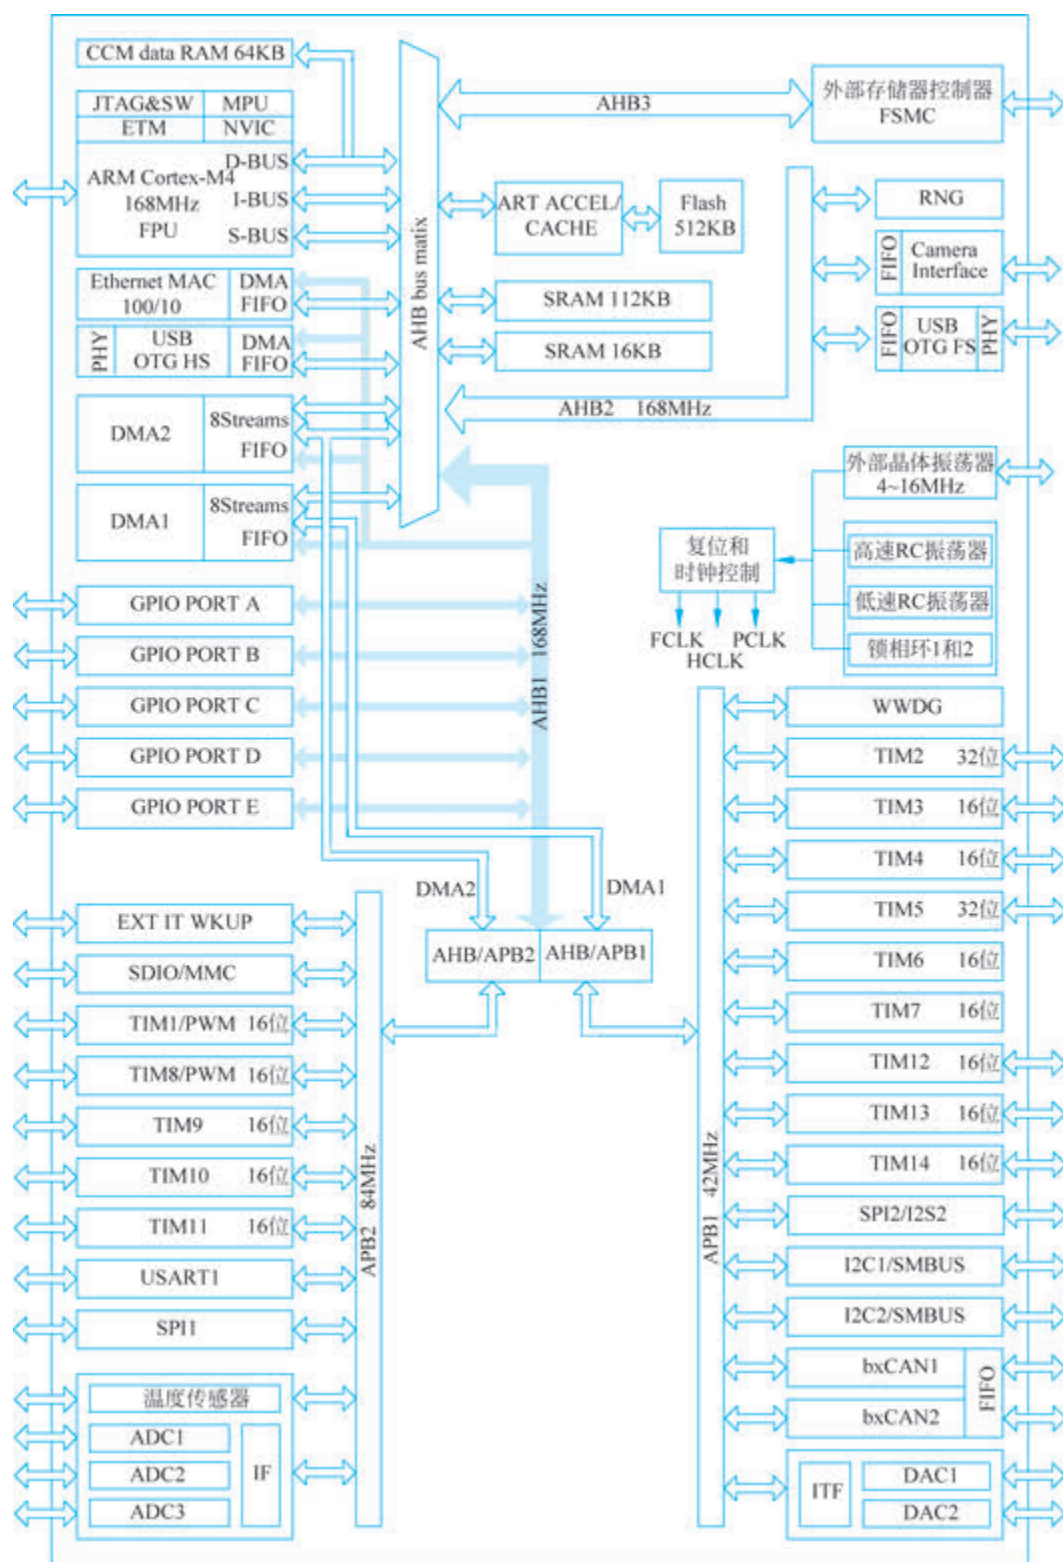 CCM data RAM 64KB
JTAG&SW MPU
ETM NVIC
D-BUS
ARM Cortex-M4
168MHz
FPU
I-BUS
S-BUS
Ethernet MAC
100/10
DMA
FIFO
PHY
USB
OTG HS
DMA
FIFO
DMA2
8Streams
FIFO
DMA1
8Streams
FIFO
AHB bus matix
AHB3
外部存储器控制器
FSMC
ART ACCEL/
CACHE
Flash
512KB
SRAM 112KB
SRAM 16KB
AHB2 168MHz
RNG
FIFO
Camera
Interface
FIFO
USB
OTG FS
PHY
外部晶体振荡器
4~16MHz
复位和
时钟控制
高速RC振荡器
低速RC振荡器
锁相环1和2
FCLK
HCLK
PCLK
GPIO PORT A
GPIO PORT B
GPIO PORT C
GPIO PORT D
GPIO PORT E
AHB1 168MHz
DMA2
DMA1
AHB/APB2
AHB/APB1
EXT IT WKUP
SDIO/MMC
TIM1/PWM 16位
TIM8/PWM 16位
TIM9 16位
TIM10 16位
TIM11 16位
USART1
SPI1
温度传感器
ADC1
ADC2
ADC3
IF
APB2 84MHz
APB1 42MHz
WWDG
TIM2 32位
TIM3 16位
TIM4 16位
TIM5 32位
TIM6 16位
TIM7 16位
TIM12 16位
TIM13 16位
TIM14 16位
SPI2/I2S2
I2C1/SMBUS
I2C2/SMBUS
bxCAN1
bxCAN2
FIFO
ITF
DAC1
DAC2